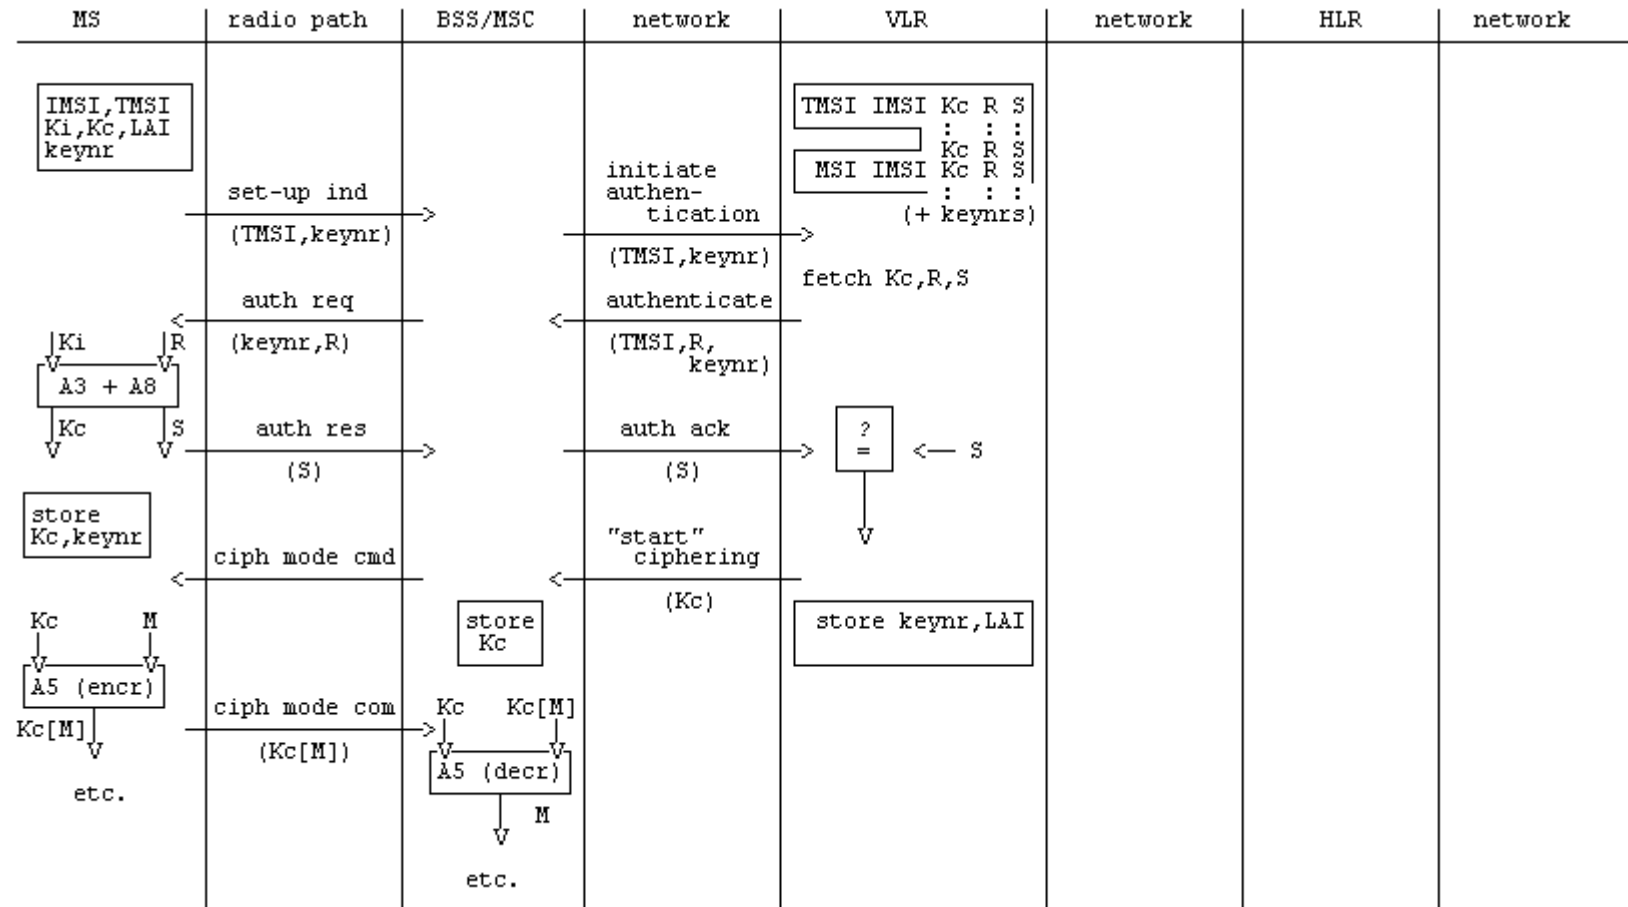 MS radio path BSS/MSC network VLR network HLR network
IMSI,TMSI
Ki,Kc,LAI
keynr
TMSI IMSI Kc R S
: : :
Kc R S
MSI IMSI Kc R S
: : :
(+ keynrs)
set-up ind
(TMSI,keynr)
initiate
authen-
tication
(TMSI,keynr)
fetch Kc,R,S
auth req
(keynr,R)
authenticate
(TMSI,R,
keynr)
Ki R
A3 + A8
Kc S
auth res
(S)
auth ack
(S)
?
=
S
store
Kc,keynr
ciph mode cmd
"start"
ciphering
(Kc)
store
Kc
store keynr,LAI
Kc M
A5 (encr)
Kc[M]
etc.
ciph mode com
(Kc[M])
Kc Kc[M]
A5 (decr)
M
etc.